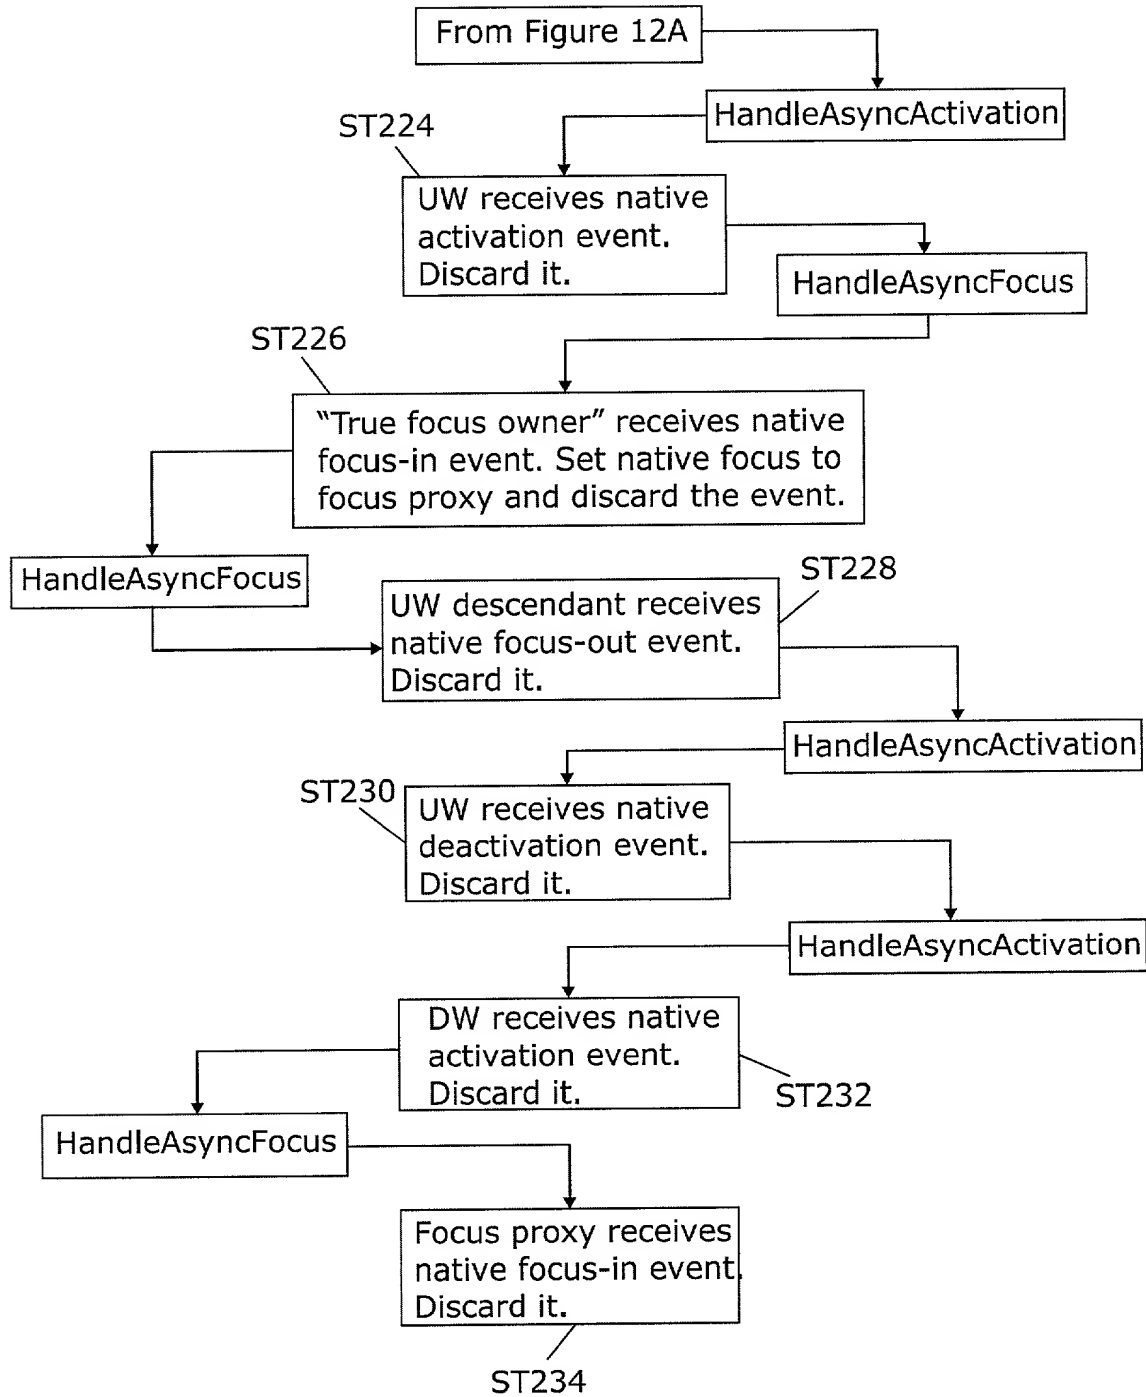 From Figure 12A
HandleAsyncActivation
ST224
UW receives native
activation event.
Discard it.
HandleAsyncFocus
ST226
“True focus owner” receives native
focus-in event. Set native focus to
focus proxy and discard the event.
HandleAsyncFocus
ST228
UW descendant receives
native focus-out event.
Discard it.
HandleAsyncActivation
ST230
UW receives native
deactivation event.
Discard it.
HandleAsyncActivation
DW receives native
activation event.
Discard it.
ST232
HandleAsyncFocus
Focus proxy receives
native focus-in event.
Discard it.
ST234